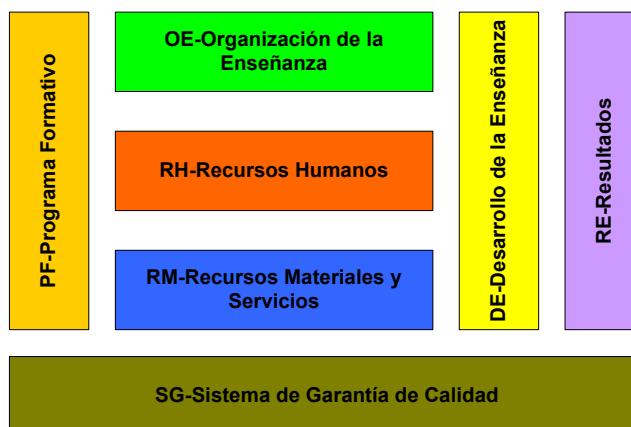 PF-Programa Formativo
OE-Organización de la
Enseñanza
RH-Recursos Humanos
RM-Recursos Materiales y
Servicios
DE-Desarrollo de la Enseñanza
RE-Resultados
SG-Sistema de Garantía de Calidad